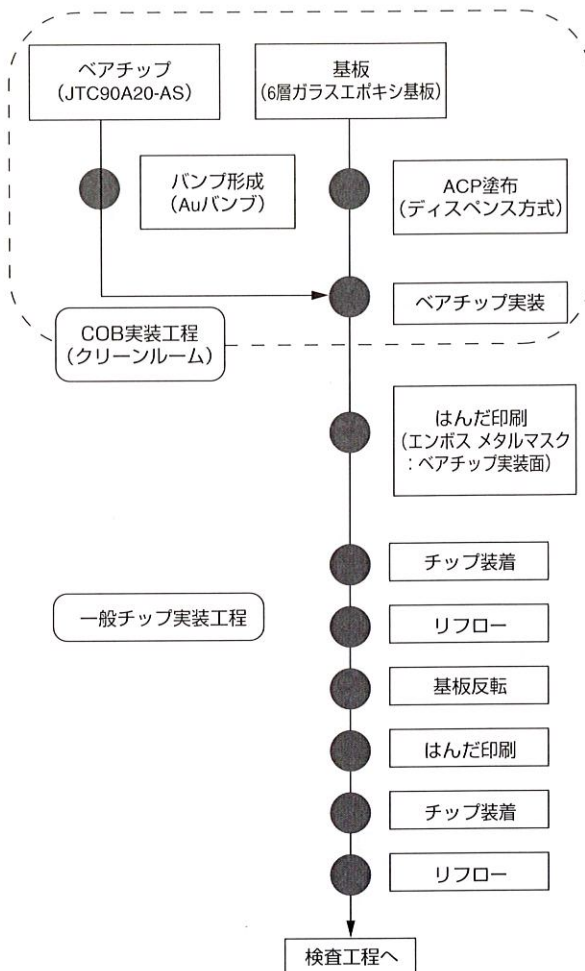 ベアチップ
(JTC90A20-AS)
基板
(6層ガラスエポキシ基板)
バンプ形成
(Auバンプ)
ACP塗布
(ディスペンス方式)
ベアチップ実装
COB実装工程
(クリーンルーム)
はんだ印刷
(エンボス メタルマスク
:ベアチップ実装面)
チップ装着
一般チップ実装工程
リフロー
基板反転
はんだ印刷
チップ装着
リフロー
検査工程へ